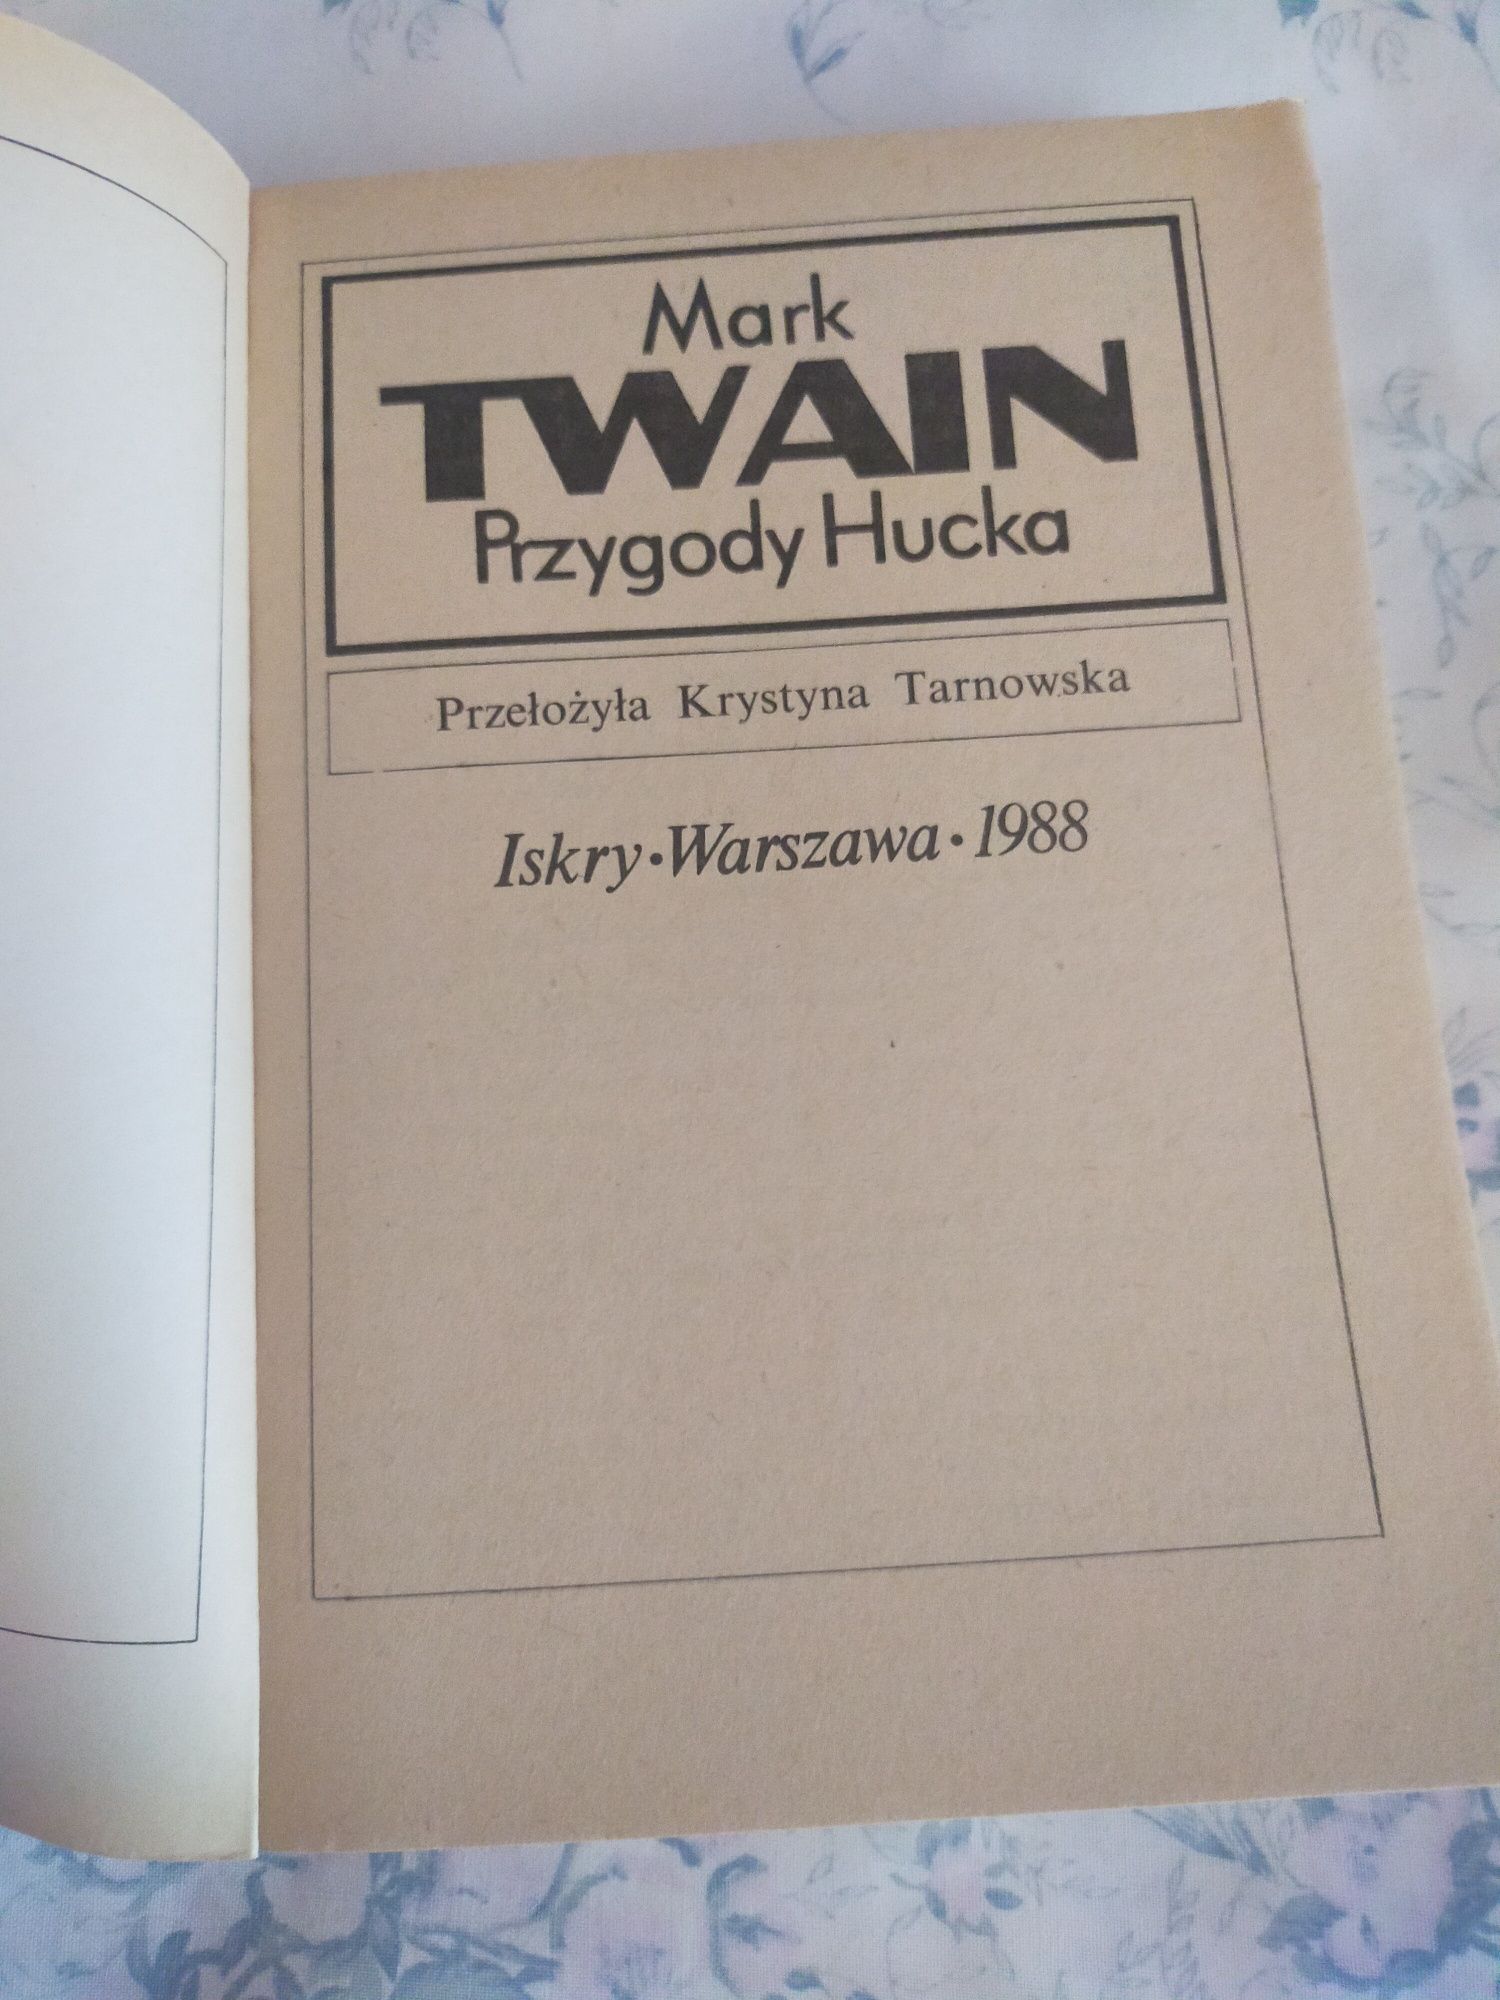 Mark
TWAIN
Przygody Hucka
Przełożyła Krystyna Tarnowska
Iskry • Warszawa • 1988